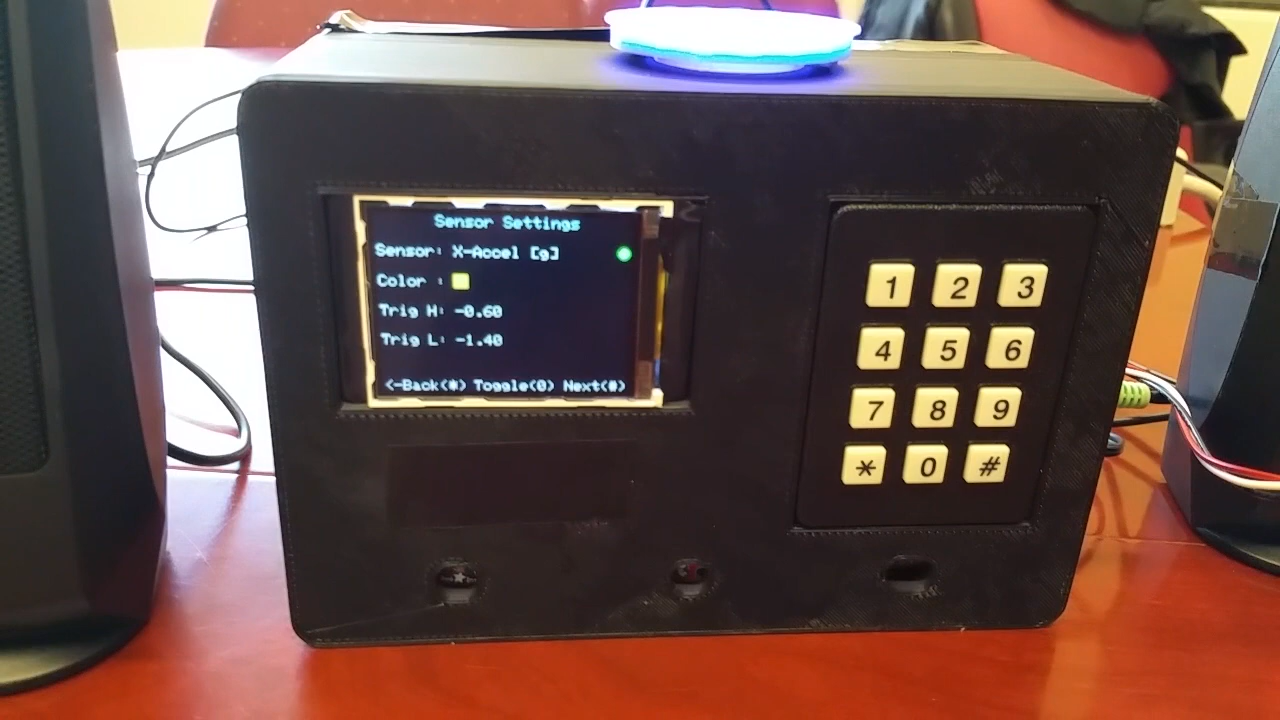 Sensor Settings
Sensor: X-Accel [g]
Color :
Trig H: -0.60
Trig L: -1.40
<-Back(*) Toggle(0) Next(#)
1 2 3
4 5 6
7 8 9
* 0 #